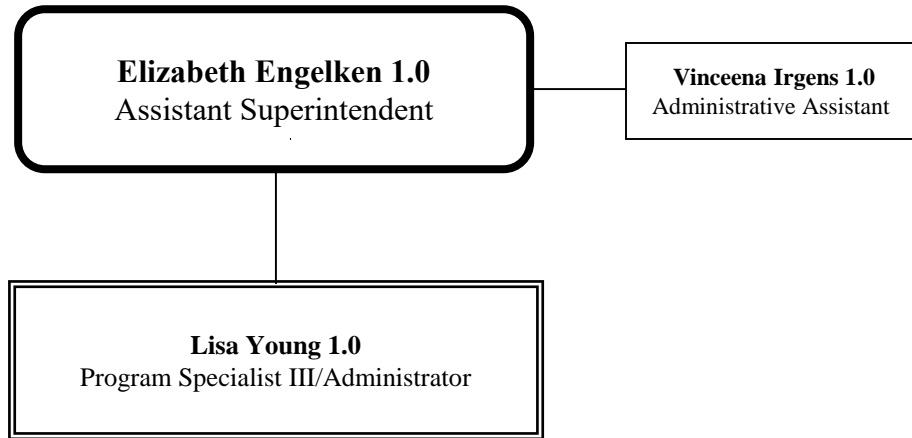 Elizabeth Engelken 1.0
Assistant Superintendent
Vinceena Irgens 1.0
Administrative Assistant
Lisa Young 1.0
Program Specialist III/Administrator